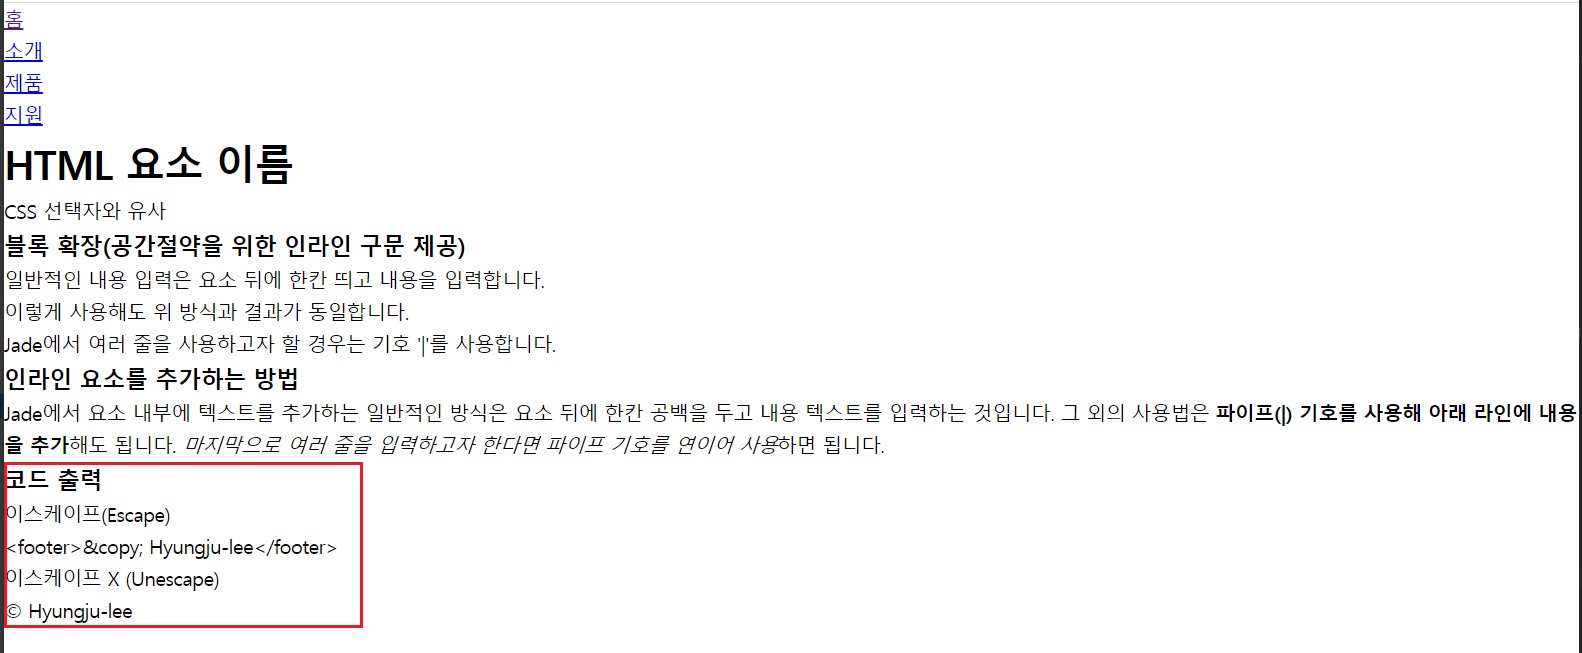 홈
소개
제품
지원
HTML 요소 이름
CSS 선택자와 유사
블록 확장(공간절약을 위한 인라인 구문 제공)
일반적인 내용 입력은 요소 뒤에 한칸 띄고 내용을 입력합니다.
이렇게 사용해도 위 방식과 결과가 동일합니다.
Jade에서 여러 줄을 사용하고자 할 경우는 기호 '|'를 사용합니다.
인라인 요소를 추가하는 방법
Jade에서 요소 내부에 텍스트를 추가하는 일반적인 방식은 요소 뒤에 한칸 공백을 두고 내용 텍스트를 입력하는 것입니다. 그 외의 사용법은 파이프(|) 기호를 사용해 아래 라인에 내용
을 추가해도 됩니다. 마지막으로 여러 줄을 입력하고자 한다면 파이프 기호를 연이어 사용하면 됩니다.
코드 출력
이스케이프(Escape)
<footer>&copy; Hyungju-lee</footer>
이스케이프 X (Unescape)
© Hyungju-lee